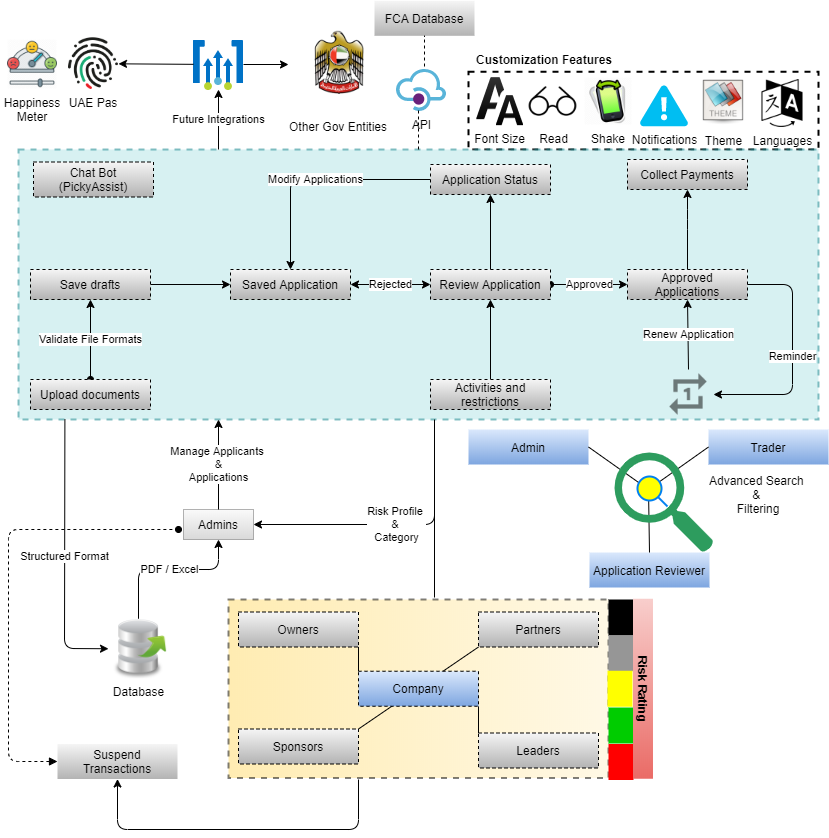 FCA Database
Customization Features
Happiness
Meter
UAE Pas
Future Integrations
Other Gov Entities
API
Font Size
Read
Shake
Notifications
THEME
Theme
Languages
Chat Bot
(PickyAssist)
Modify Applications
Application Status
Collect Payments
Save drafts
Saved Application
Rejected
Review Application
Approved
Approved
Applications
Validate File Formats
Renew Application
Reminder
Upload documents
Activities and
restrictions
1
Manage Applicants
&
Applications
Admin
Trader
Advanced Search
&
Filtering
Application Reviewer
Admins
Risk Profile
&
Category
Structured Format
PDF / Excel
Database
Owners
Partners
Company
Sponsors
Leaders
Risk Rating
Suspend
Transactions